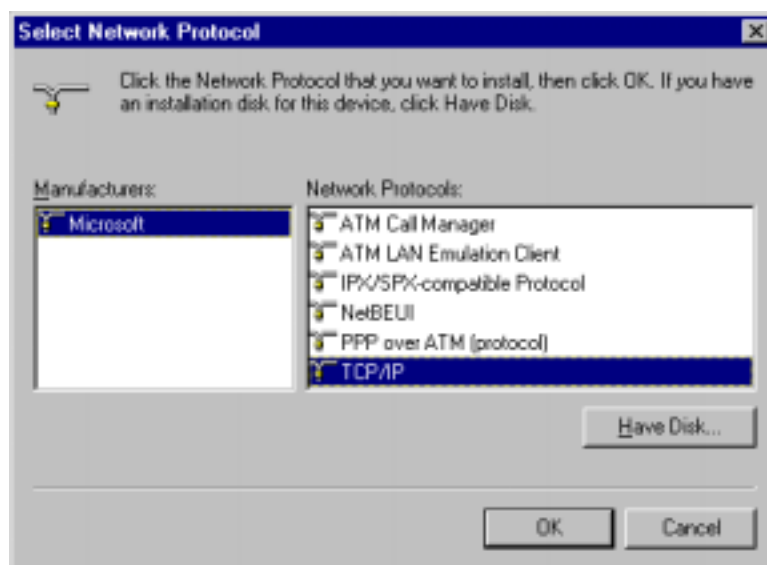 Select Network Protocol
Click the Network Protocol that you want to install, then click OK. If you have
an installation disk for this device, click Have Disk.
Manufacturers:
Microsoft
Network Protocols:
ATM Call Manager
ATM LAN Emulation Client
IPX/SPX-compatible Protocol
NetBEUI
PPP over ATM (protocol)
TCP/IP
Have Disk...
OK
Cancel